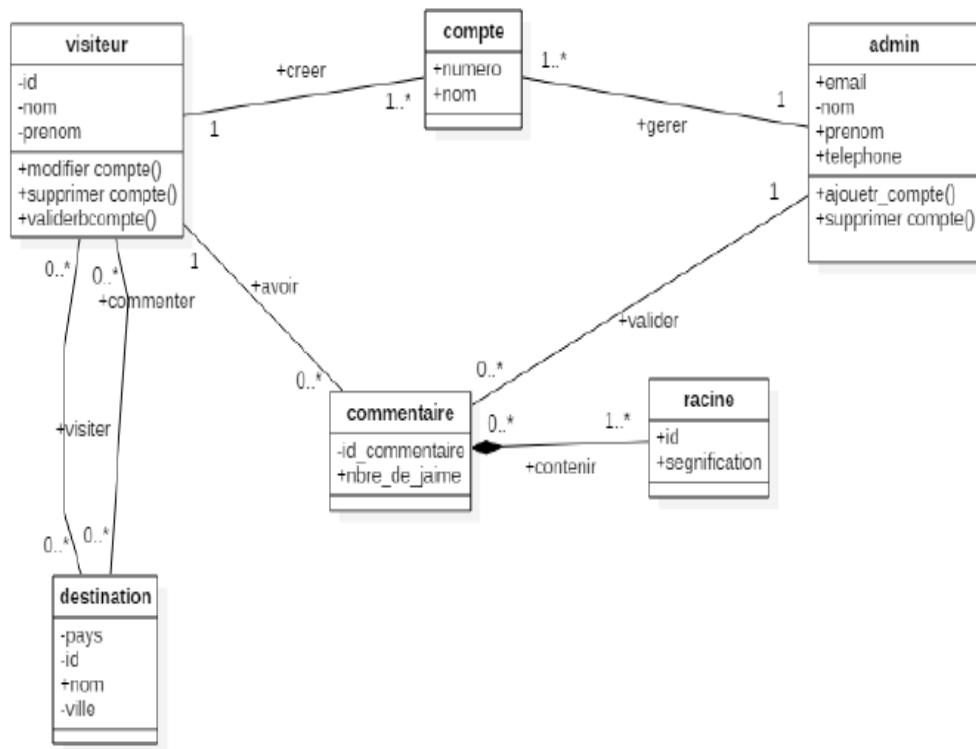 visiteur
-id
-nom
-prenom
+modifier compte()
+supprimer compte()
+validerbcompte()
+creer
1
1..*
compte
+numero
+nom
1..*
1
+gerer
admin
+email
-nom
+prenom
+telephone
+ajouetr_compte()
+supprimer compte()
1
+avoir
0..*
1
+valider
0..*
0..*
0..*
+commenter
+visiter
0..*
0..*
commentaire
-id_commentaire
+nbre_de_jaime
0..*
1..*
+contenir
racine
+id
+segnification
destination
-pays
-id
+nom
-ville